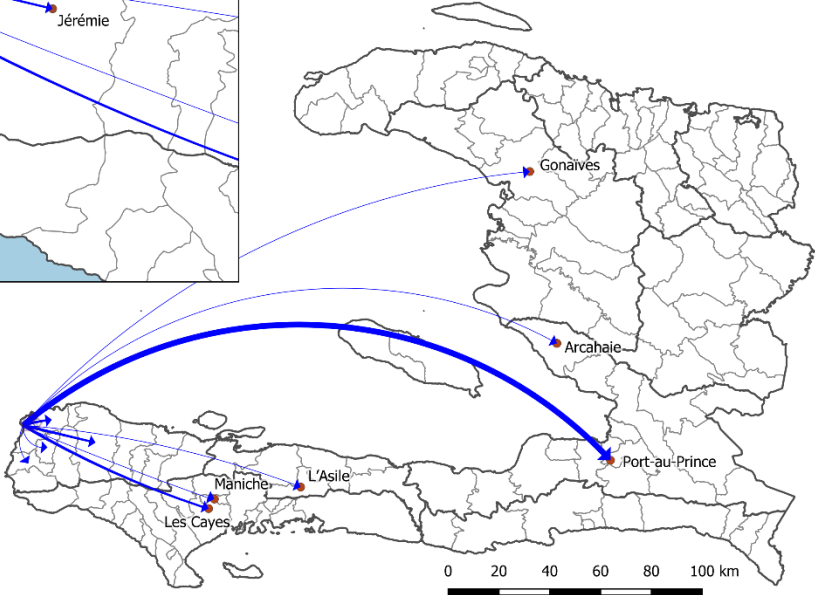 Jérémie
Gonaïves
Arcahaie
Port-au-Prince
L'Asile
Maniche
Les Cayes
0 20 40 60 80 100 km